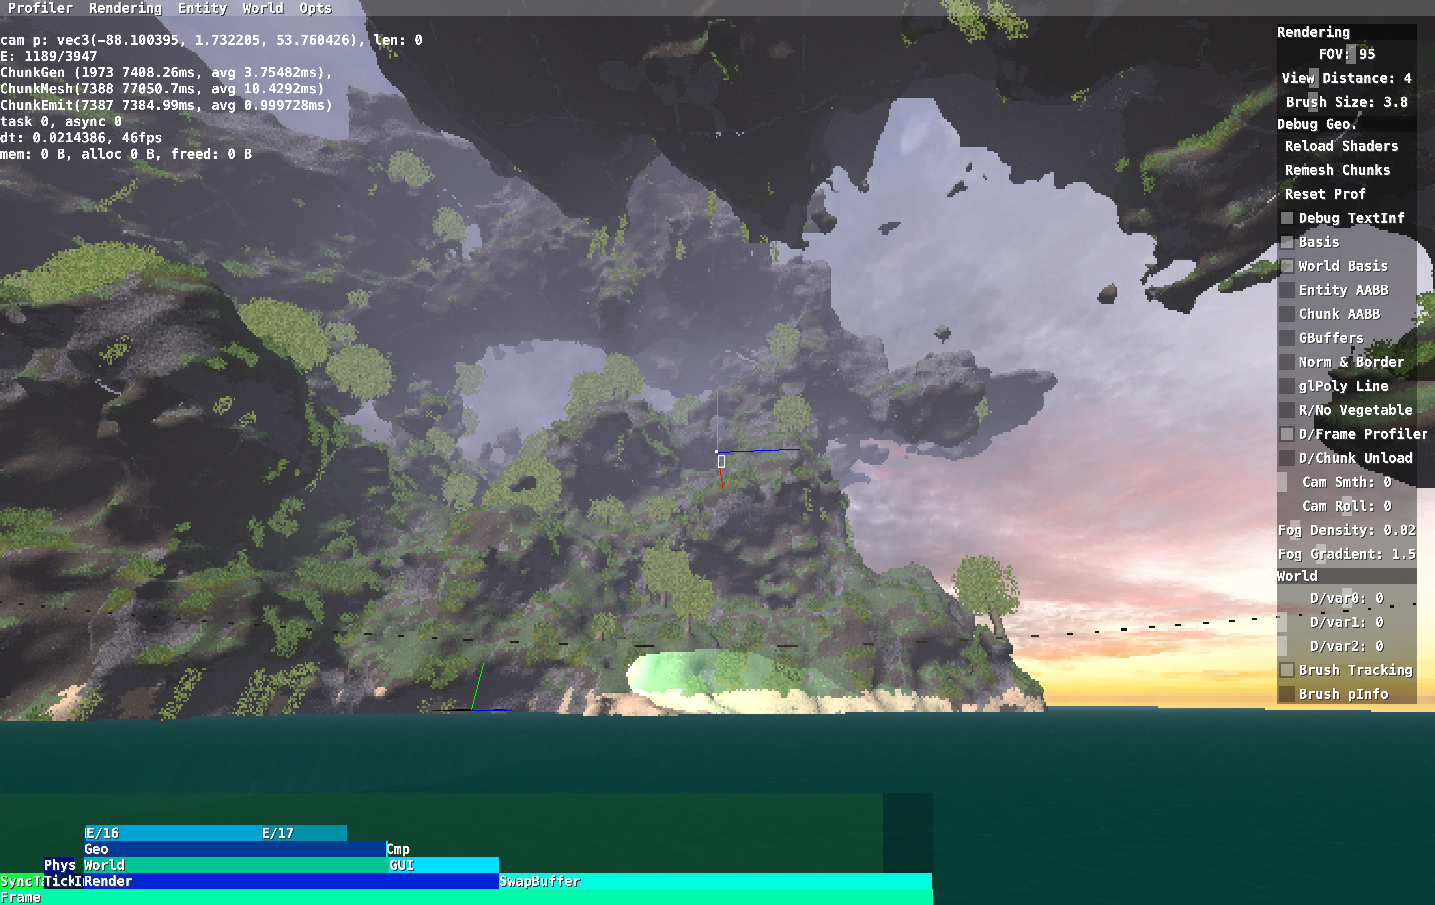 Profiler Rendering Entity World Opts
cam p: vec3(-88.100395, 1.732205, 53.760426), len: 0
E: 1189/3947
ChunkGen (1973 7408.26ms, avg 3.75482ms),
ChunkMesh(7388 77050.7ms, avg 10.4292ms)
ChunkEmit(7387 7384.99ms, avg 0.999728ms)
task 0, async 0
dt: 0.0214386, 46fps
mem: 0 B, alloc 0 B, freed: 0 B
Rendering
FOV: 95
View Distance: 4
Brush Size: 3.8
Debug Geo.
Reload Shaders
Remesh Chunks
Reset Prof
Debug TextInf
Basis
World Basis
Entity AABB
Chunk AABB
GBuffers
Norm & Border
glPoly Line
R/No Vegetable
D/Frame Profiler
D/Chunk Unload
Cam Smth: 0
Cam Roll: 0
Fog Density: 0.02
Fog Gradient: 1.5
World
D/var0: 0
D/var1: 0
D/var2: 0
Brush Tracking
Brush pInfo
E/16 E/17
Geo Cmp
Phys World GUI
SyncT TickI Render SwapBuffer
Frame